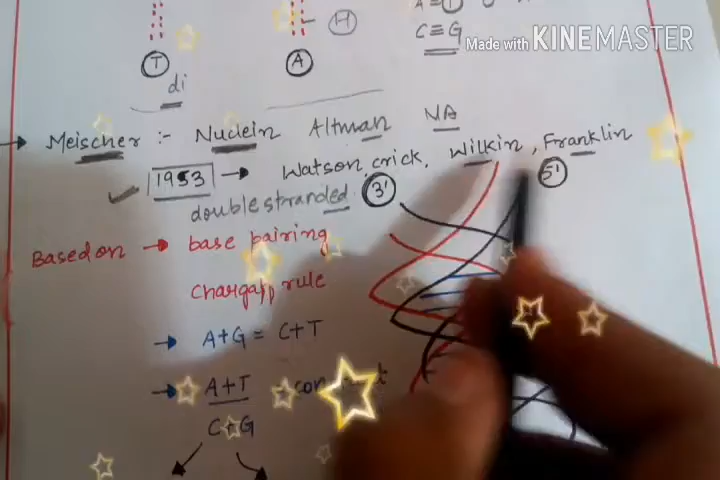 A = T
C ≡ G
Made with KINEMASTER
T
A
H
di
→ Meischer :- Nuclein Altman NA
✓ 1953 → Watson crick, Wilkin, Franklin
double stranded 3' 5'
Based on → base pairing
chargapp rule
→ A+G = C+T
→ A+T
C+G